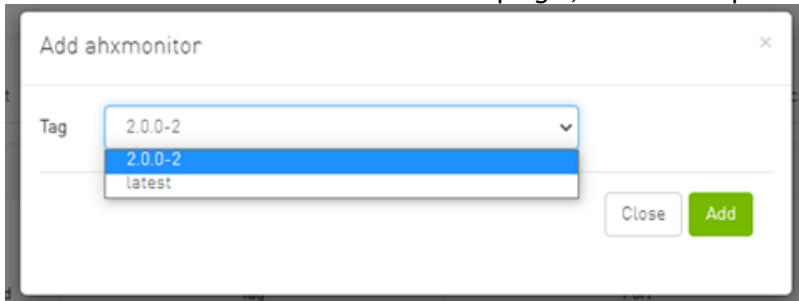 Add ahxmonitor
×
Tag 2.0.0-2
2.0.0-2
latest
Close Add